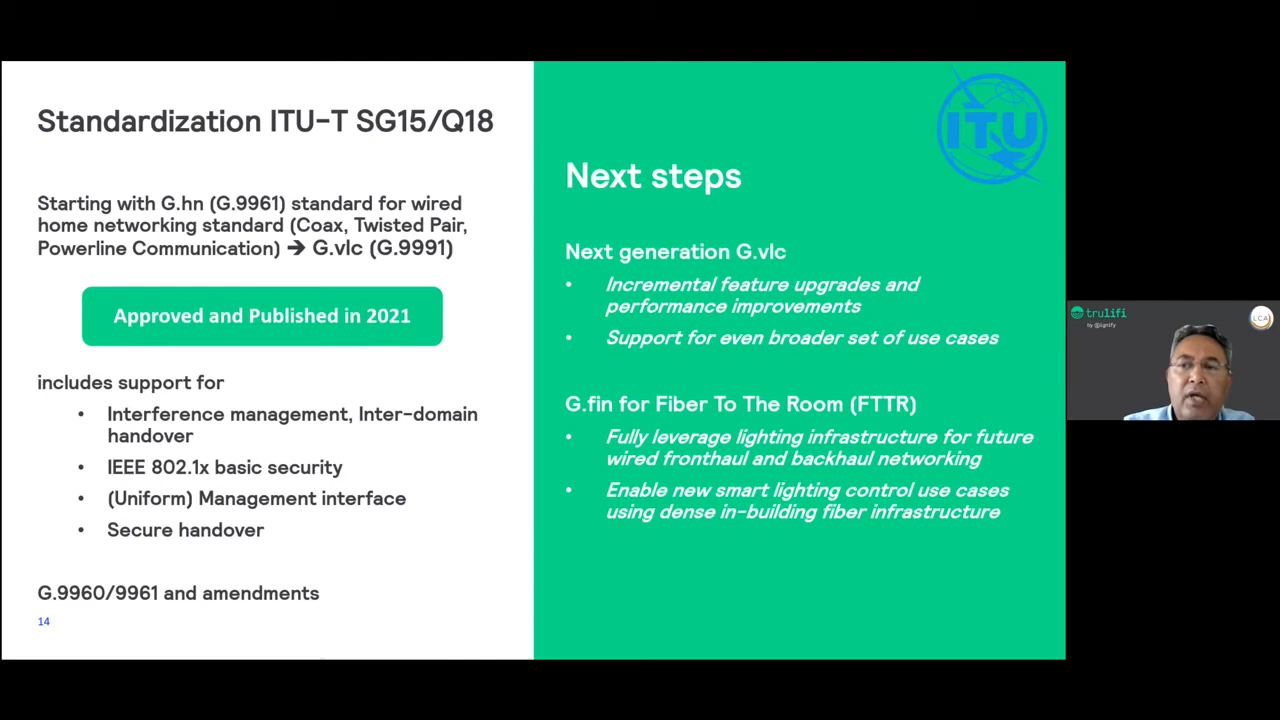 Standardization ITU-T SG15/Q18
Starting with G.hn (G.9961) standard for wired
home networking standard (Coax, Twisted Pair,
Powerline Communication) ➔ G.vlc (G.9991)
Approved and Published in 2021
includes support for
• Interference management, Inter-domain
handover
• IEEE 802.1x basic security
• (Uniform) Management interface
• Secure handover
G.9960/9961 and amendments
14
ITU
Next steps
Next generation G.vlc
• Incremental feature upgrades and
performance improvements
• Support for even broader set of use cases
G.fin for Fiber To The Room (FTTR)
• Fully leverage lighting infrastructure for future
wired fronthaul and backhaul networking
• Enable new smart lighting control use cases
using dense in-building fiber infrastructure
trulifi
by @ignify
LCA